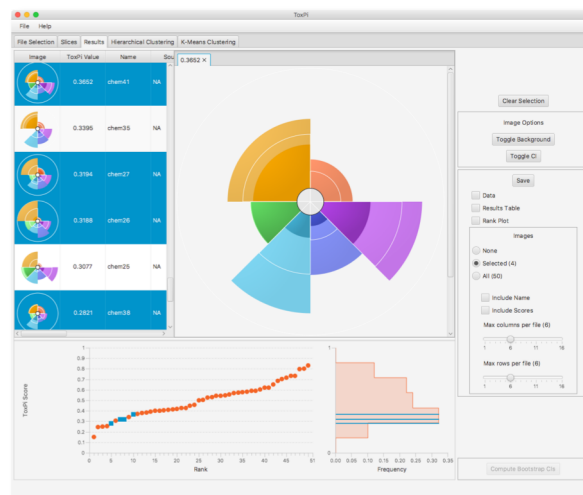 ToxPi
File Help
File Selection Slices Results Hierarchical Clustering K-Means Clustering
Image ToxPi Value Name Sou
0.3652 ×
0.3652 chem41 NA
0.3395 chem35 NA
0.3194 chem27 NA
0.3188 chem26 NA
0.3077 chem25 NA
0.2821 chem38 NA
Clear Selection
Image Options
Toggle Background
Toggle CI
Save
Data
Results Table
Rank Plot
Images
None
Selected (4)
All (50)
Include Name
Include Scores
Max columns per file (6)
1 6 11 16
Max rows per file (6)
1 6 11 16
Compute Bootstrap CIs
ToxPi Score
1
0.9
0.8
0.7
0.6
0.5
0.4
0.3
0.2
0.1
0
0 5 10 15 20 25 30 35 40 45 51
Rank
1
0
0.00 0.05 0.10 0.15 0.20 0.25 0.30 0.35
Frequency